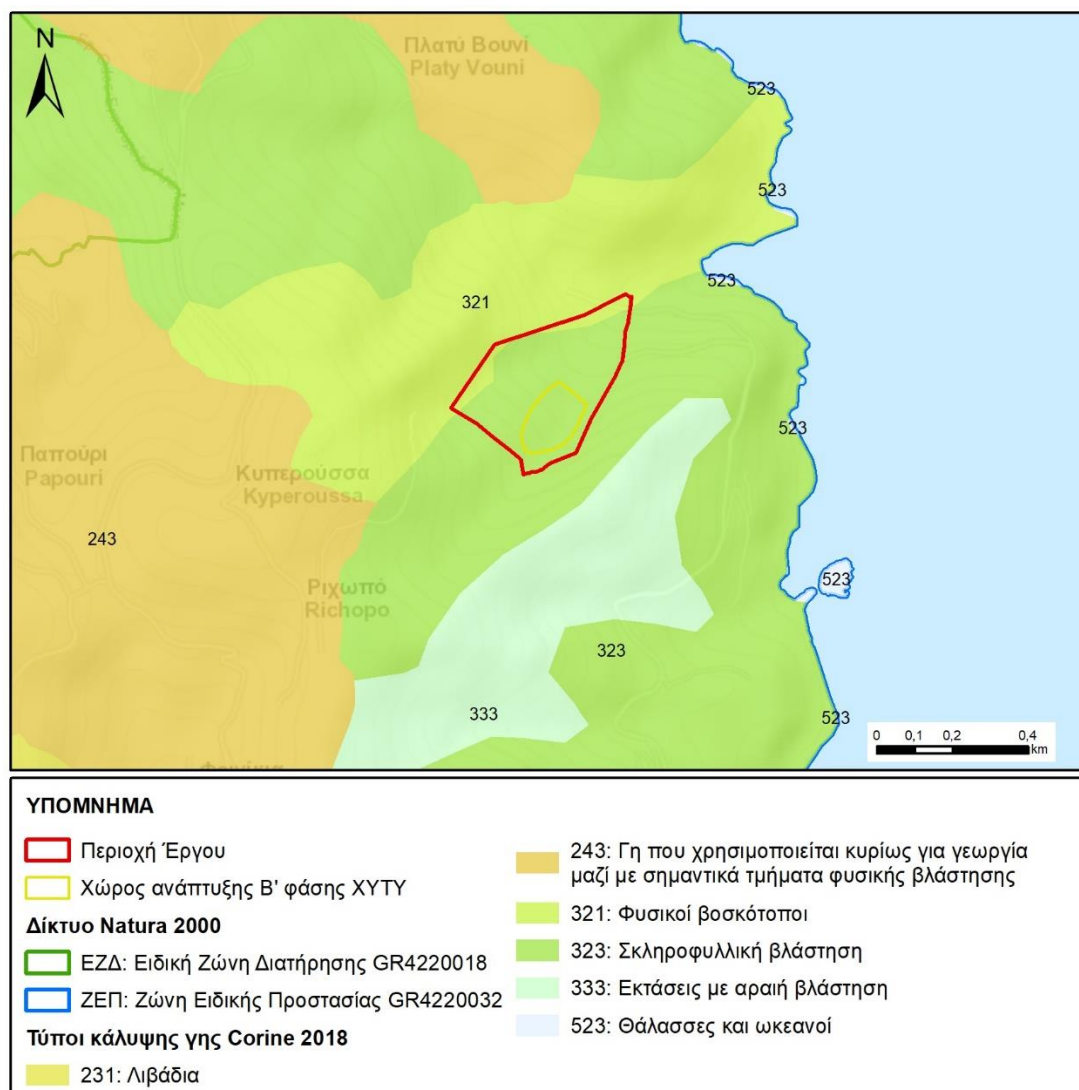 N
Πλατύ Βουνί
Platy Vouni
523
523
523
321
523
Παπούρι
Papouri
Κυπερούσσα
Kyperoussa
243
523
Ριχωπό
Richopo
323
333
523
0 0,1 0,2 0,4
km
ΥΠΟΜΝΗΜΑ
Περιοχή Έργου
Χώρος ανάπτυξης Β' φάσης ΧΥΤΥ
Δίκτυο Natura 2000
ΕΖΔ: Ειδική Ζώνη Διατήρησης GR4220018
ΖΕΠ: Ζώνη Ειδικής Προστασίας GR4220032
Τύποι κάλυψης γης Corine 2018
231: Λιβάδια
243: Γη που χρησιμοποιείται κυρίως για γεωργία
μαζί με σημαντικά τμήματα φυσικής βλάστησης
321: Φυσικοί βοσκότοποι
323: Σκληροφυλλική βλάστηση
333: Εκτάσεις με αραιή βλάστηση
523: Θάλασσες και ωκεανοί